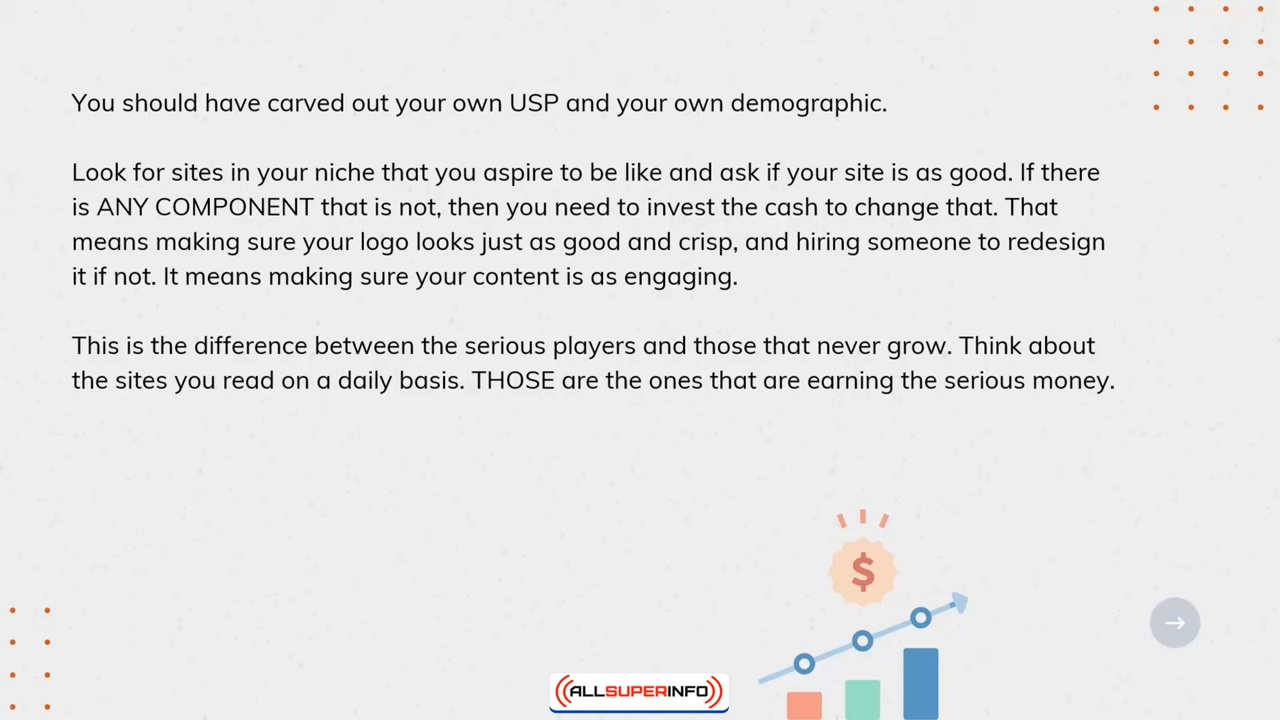 You should have carved out your own USP and your own demographic.
Look for sites in your niche that you aspire to be like and ask if your site is as good. If there
is ANY COMPONENT that is not, then you need to invest the cash to change that. That
means making sure your logo looks just as good and crisp, and hiring someone to redesign
it if not. It means making sure your content is as engaging.
This is the difference between the serious players and those that never grow. Think about
the sites you read on a daily basis. THOSE are the ones that are earning the serious money.
$
ALLSUPERINFO